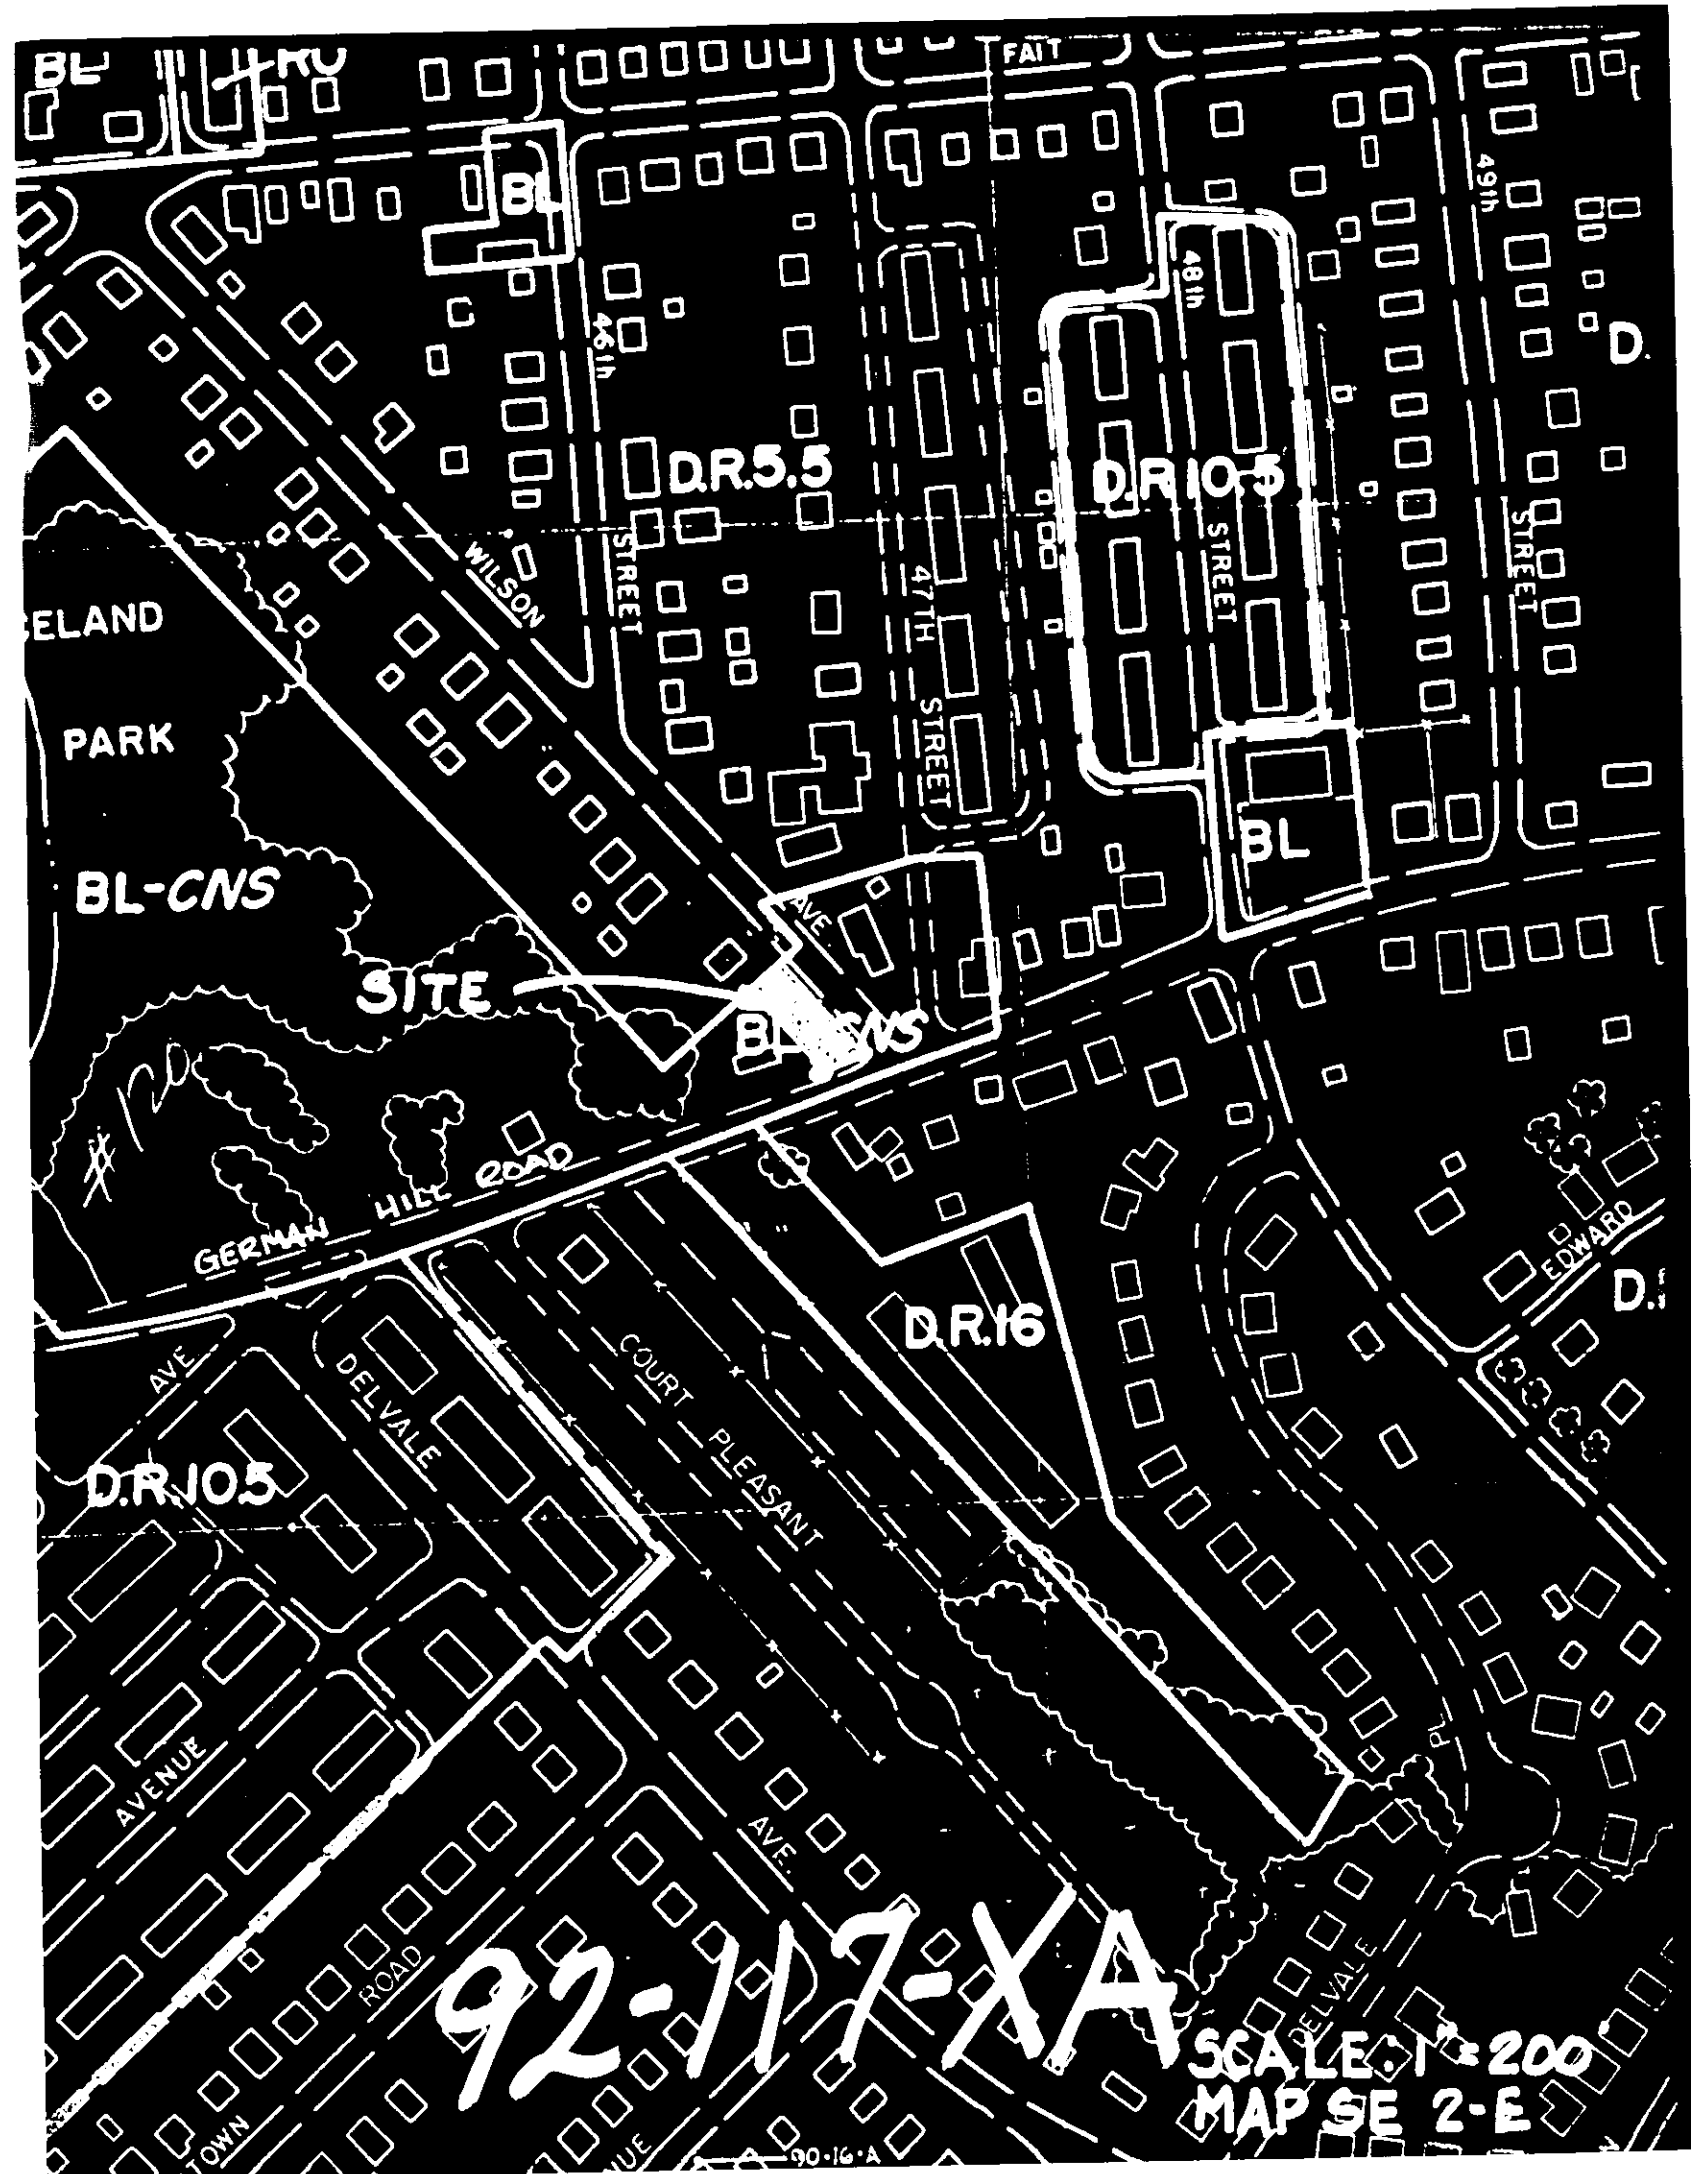 BL
RO
FAIT
BL
49th
48th
46th
D.
D.R.5.5
D.R.10.5
WILSON
STREET
47TH
STREET
STREET
STREET
ELAND
PARK
BL
BL-CNS
AVE.
SITE
GERMAN HILL ROAD
EDWARD
D.R.16
AVE
DELVALE
COURT PLEASANT
D.R.10.5
AVENUE
PL.
AVE.
ROAD
DELVALE
92-117-XA
SCALE: 1"=200
MAP SE 2-E
TOWN
90-16-A